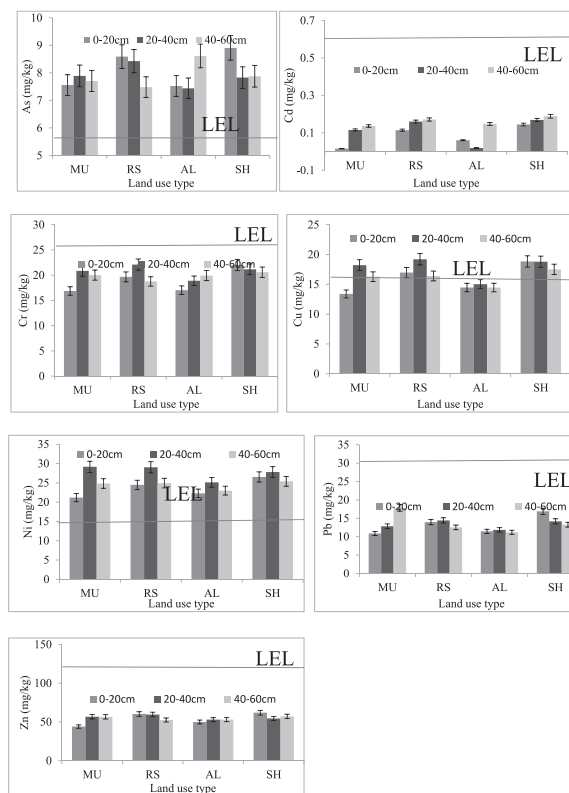 9
0-20cm 20-40cm 40-60cm
8
7
6
LEL
5
MU RS AL SH
Land use type
As (mg/kg)
0.7
0-20cm 20-40cm 40-60cm
LEL
0.4
0.1
-0.1
MU RS AL SH
Land use type
Cd (mg/kg)
30
LEL
25
0-20cm 20-40cm 40-60cm
20
15
10
5
0
MU RS AL SH
Land use type
Cr (mg/kg)
25
0-20cm 20-40cm 40-60cm
20
LEL
15
10
5
0
MU RS AL SH
Land use type
Cu (mg/kg)
35
0-20cm 20-40cm 40-60cm
30
25
LEL
20
15
10
5
0
MU RS AL SH
Land use type
Ni (mg/kg)
35
30
LEL
25
20
0-20cm 20-40cm 40-60cm
15
10
5
0
MU RS AL SH
Land use type
Pb (mg/kg)
150
LEL
100
0-20cm 20-40cm 40-60cm
50
0
MU RS AL SH
Land use type
Zn (mg/kg)